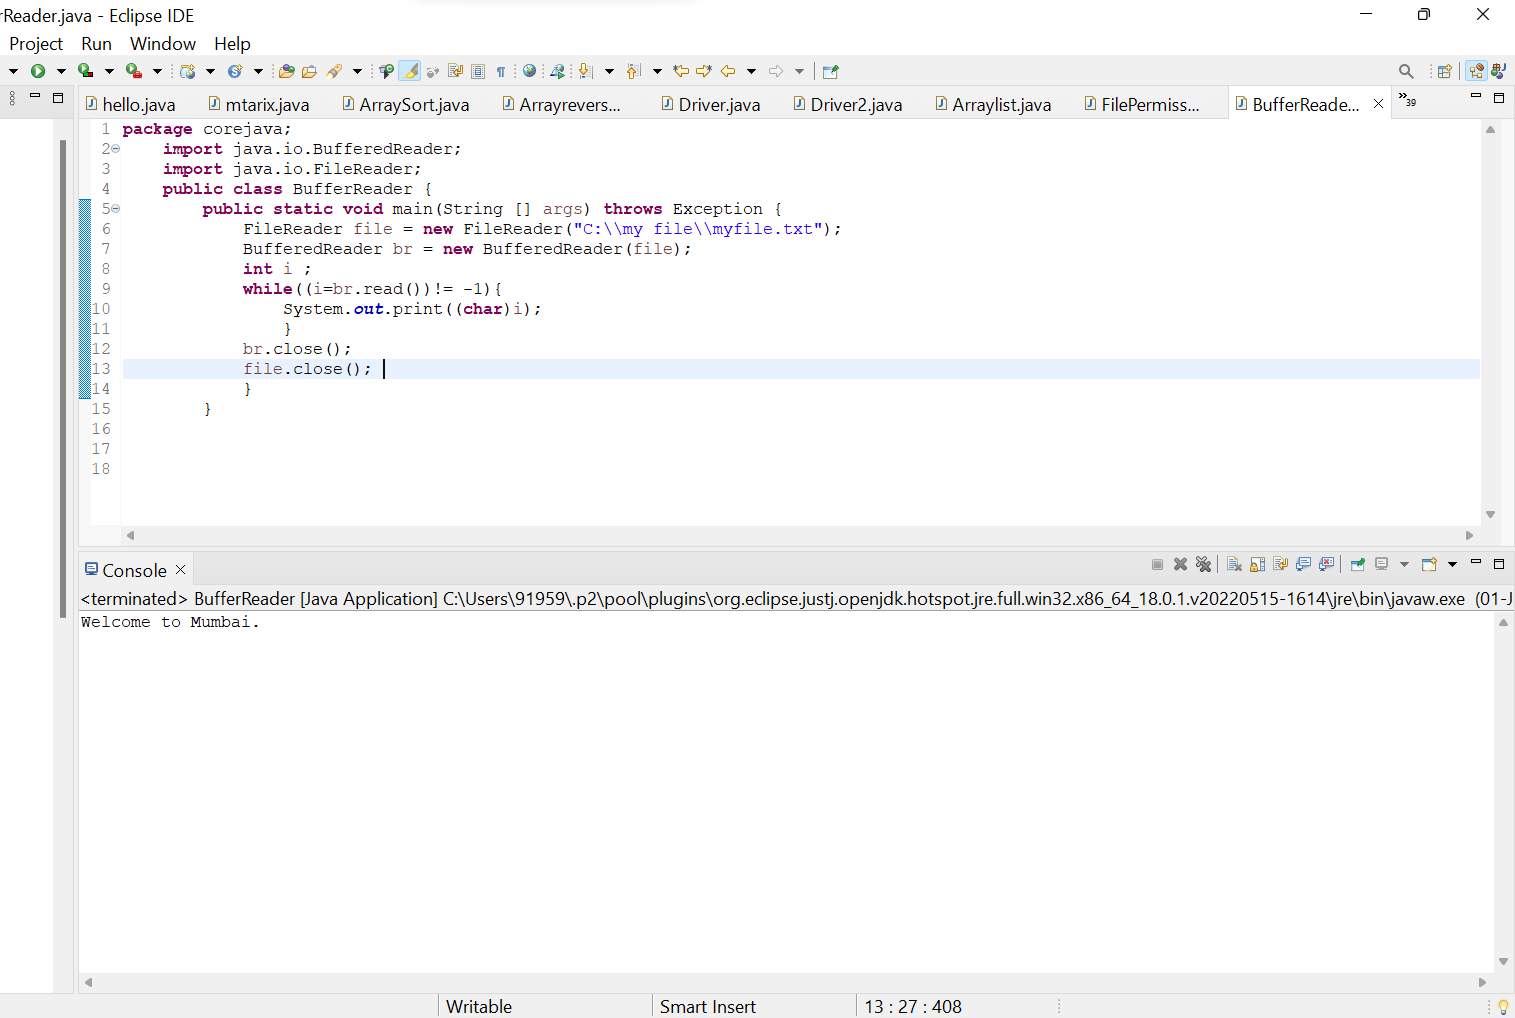 rReader.java - Eclipse IDE
Project Run Window Help
hello.java mtarix.java ArraySort.java Arrayrevers... Driver.java Driver2.java Arraylist.java FilePermiss... BufferReade... »39
1 package corejava;
2 import java.io.BufferedReader;
3 import java.io.FileReader;
4 public class BufferReader {
5 public static void main(String [] args) throws Exception {
6 FileReader file = new FileReader("C:\\my file\\myfile.txt");
7 BufferedReader br = new BufferedReader(file);
8 int i ;
9 while((i=br.read())!= -1){
10 System.out.print((char)i);
11 }
12 br.close();
13 file.close();
14 }
15 }
16
17
18
Console
<terminated> BufferReader [Java Application] C:\Users\91959\.p2\pool\plugins\org.eclipse.justj.openjdk.hotspot.jre.full.win32.x86_64_18.0.1.v20220515-1614\jre\bin\javaw.exe (01-J
Welcome to Mumbai.
Writable Smart Insert 13 : 27 : 408